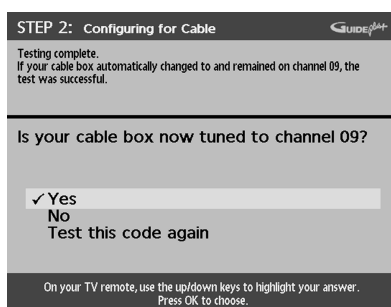 STEP 2: Configuring for Cable GUIDE plus+
Testing complete.
If your cable box automatically changed to and remained on channel 09, the
test was successful.
Is your cable box now tuned to channel 09?
✓ Yes
No
Test this code again
On your TV remote, use the up/down keys to highlight your answer.
Press OK to choose.